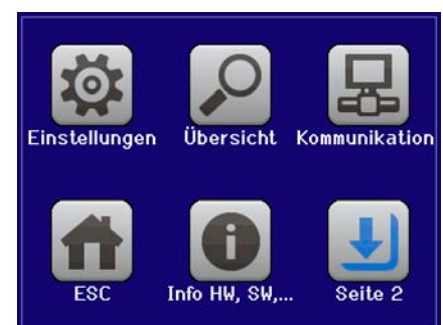 Einstellungen Übersicht Kommunikation
ESC Info HW, SW,... Seite 2